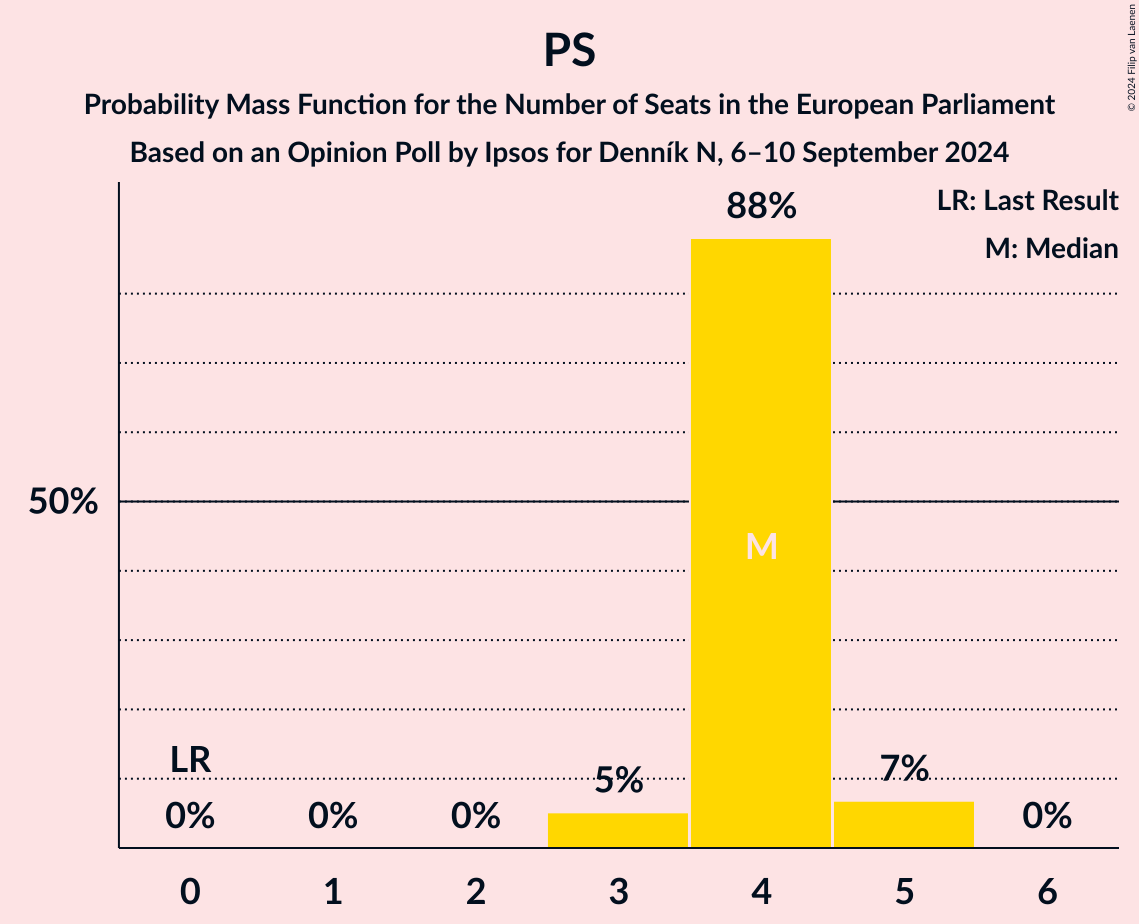 PS
Probability Mass Function for the Number of Seats in the European Parliament
Based on an Opinion Poll by Ipsos for Denník N, 6–10 September 2024
© 2024 Filip van Laenen
LR: Last Result
M: Median
88%
50%
M
LR
5%
7%
0% 0% 0% 0%
0 1 2 3 4 5 6